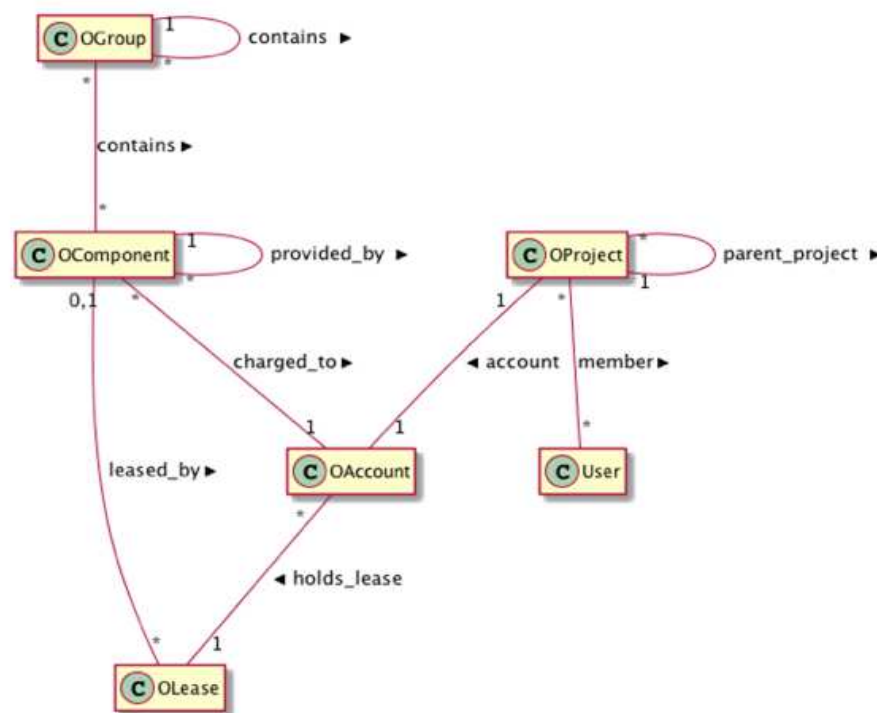 C OGroup
1
*
contains ►
*
contains ►
*
C OComponent
1
*
provided_by ►
C OProject
*
1
parent_project ►
0,1
*
1
*
charged_to ►
◄ account
member ►
1
1
*
leased_by ►
C OAccount
C User
*
◄ holds_lease
*
1
C OLease